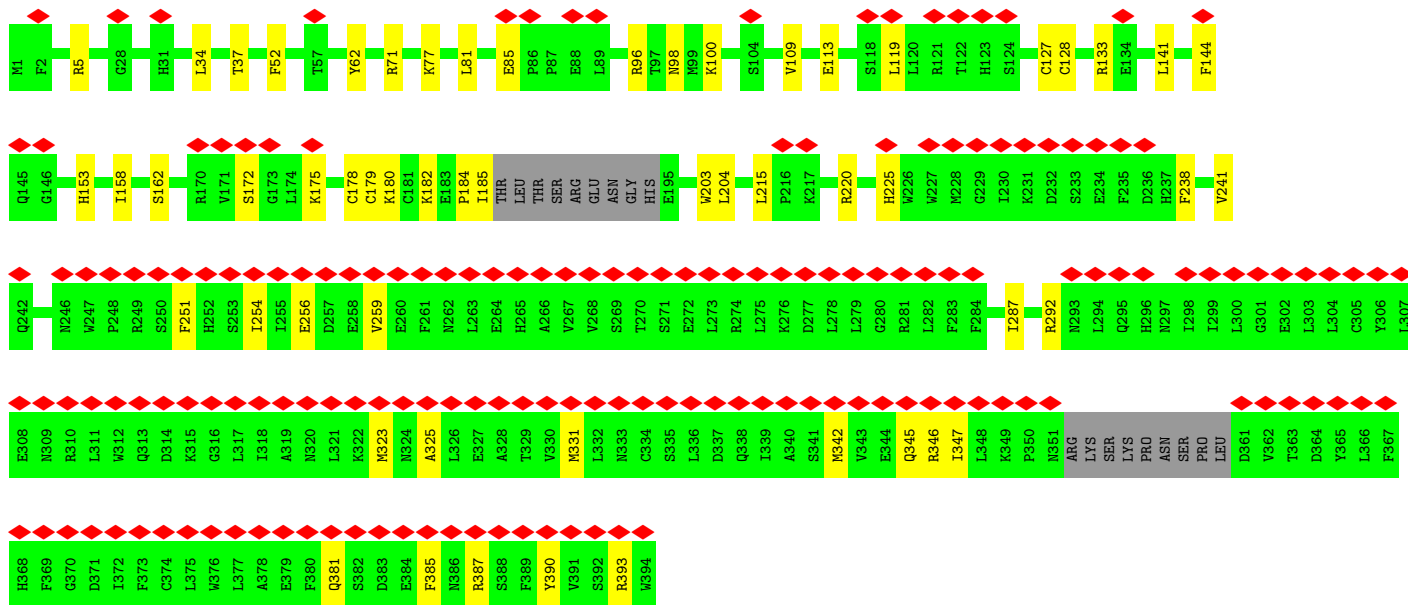 M1 F2 R5 G28 H31 L34 T37 F52 T57 Y62 R71 K77 L81 E85 P86 P87 E88 L89 R96 T97 N98 M99 K100 S104 V109 E113 S118 L119 L120 R121 T122 H123 S124 C127 C128 R133 E134 L141 F144
Q145 G146 H153 I158 S162 R170 V171 S172 G173 L174 K175 C178 C179 K180 C181 K182 E183 P184 I185 THR LEU THR SER ARG GLU ASN GLY HIS E195 W203 L204 L215 P216 K217 R220 H225 W226 W227 M228 G229 I230 K231 D232 S233 E234 F235 D236 H237 F238 V241
Q242 N246 W247 P248 R249 S250 F251 H252 S253 I254 I255 E256 D257 E258 V259 E260 F261 N262 L263 E264 H265 A266 V267 V268 S269 T270 S271 E272 L273 R274 L275 K276 D277 L278 L279 G280 R281 L282 F283 F284 I287 R292 N293 L294 Q295 H296 N297 I298 I299 L300 G301 E302 L303 L304 C305 Y306 L307
E308 N309 R310 L311 W312 Q313 D314 K315 G316 L317 I318 A319 N320 L321 K322 M323 N324 A325 L326 E327 A328 T329 V330 M331 L332 N333 C334 S335 L336 D337 Q338 I339 A340 S341 M342 V343 E344 Q345 R346 I347 L348 K349 P350 N351 ARG LYS SER LYS PRO ASN SER PRO LEU D361 V362 T363 D364 Y365 L366 F367
H368 F369 G370 D371 I372 F373 C374 L375 W376 L377 A378 E379 F380 Q381 S382 D383 E384 F385 N386 R387 S388 F389 Y390 V391 S392 R393 W394